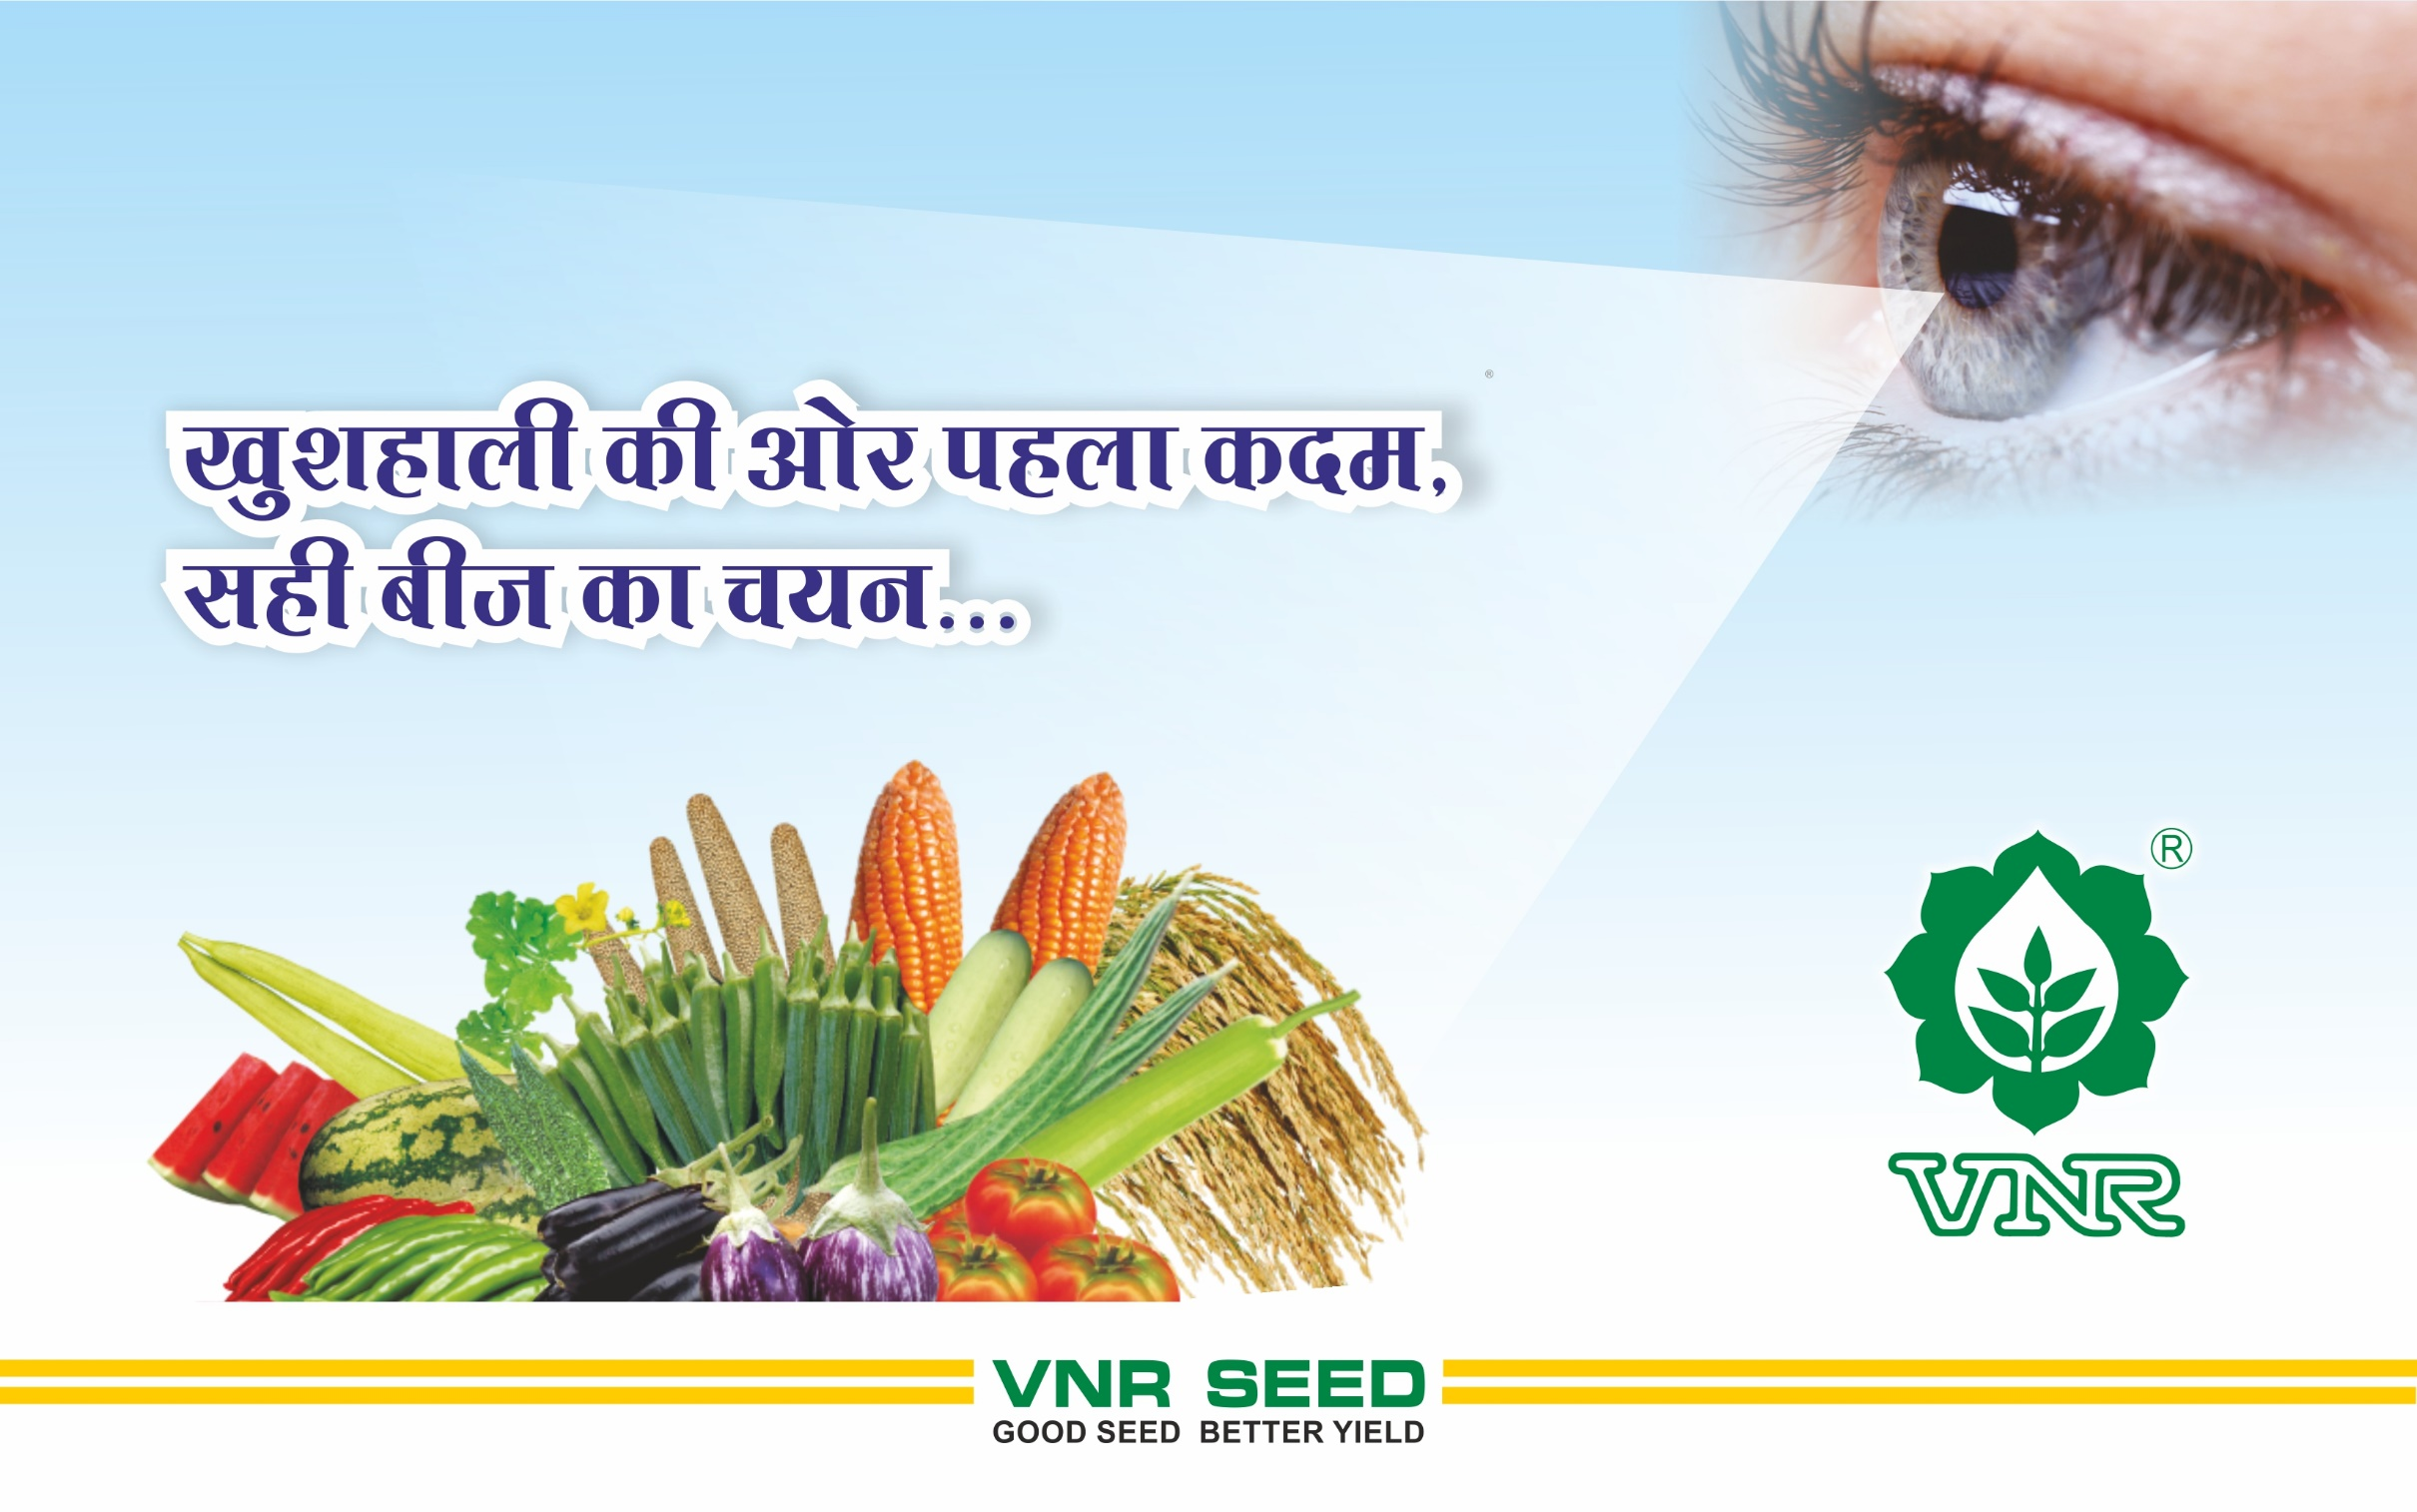 खुशहाली की ओर पहला कदम,
सही बीज का चयन...
®
®
VNR
VNR SEED
GOOD SEED BETTER YIELD